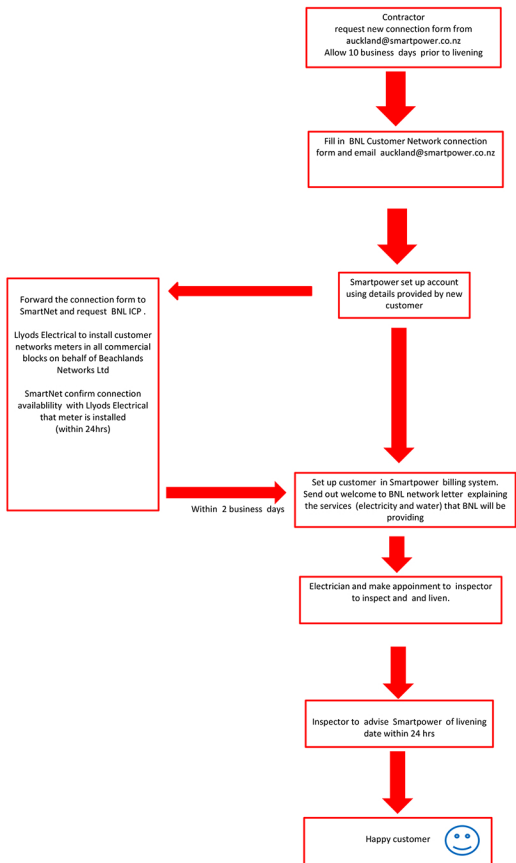 Contractor
request new connection form from
auckland@smartpower.co.nz
Allow 10 business days prior to livening
Fill in BNL Customer Network connection
form and email auckland@smartpower.co.nz
Smartpower set up account
using details provided by new
customer
Forward the connection form to
SmartNet and request BNL ICP .
Llyods Electrical to install customer
networks meters in all commercial
blocks on behalf of Beachlands
Networks Ltd
SmartNet confirm connection
availablility with Llyods Electrical
that meter is installed
(within 24hrs)
Within 2 business days
Set up customer in Smartpower billing system.
Send out welcome to BNL network letter explaining
the services (electricity and water) that BNL will be
providing
Electrician and make appoinment to inspector
to inspect and and liven.
Inspector to advise Smartpower of livening
date within 24 hrs
Happy customer